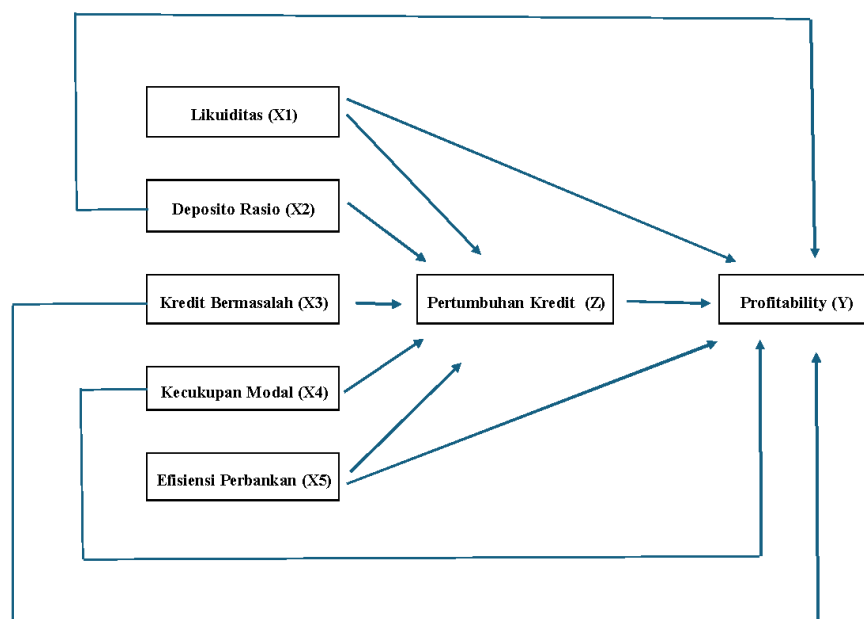 Likuiditas (X1)
Deposito Rasio (X2)
Kredit Bermasalah (X3)
Pertumbuhan Kredit (Z)
Profitability (Y)
Kecukupan Modal (X4)
Efisiensi Perbankan (X5)